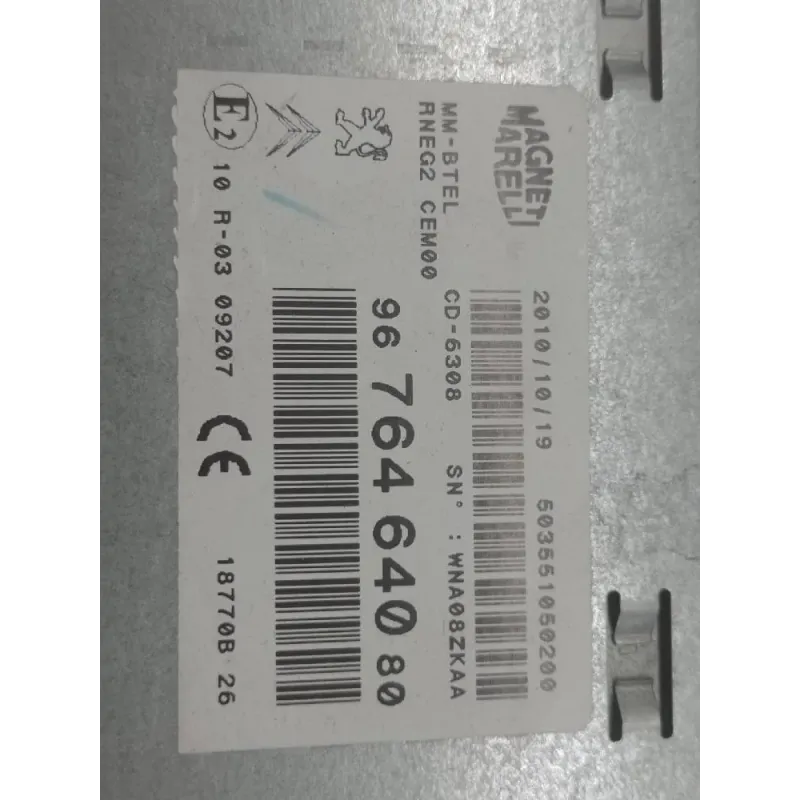 MAGNETI
MARELLI
2010/10/19 503551050200
MM-BTEL CD-6308 SN° : WNA08ZKAA
RNEG2 CEM00
96 764 640 80
E2 10 R-03 09207 CE 18770B 26